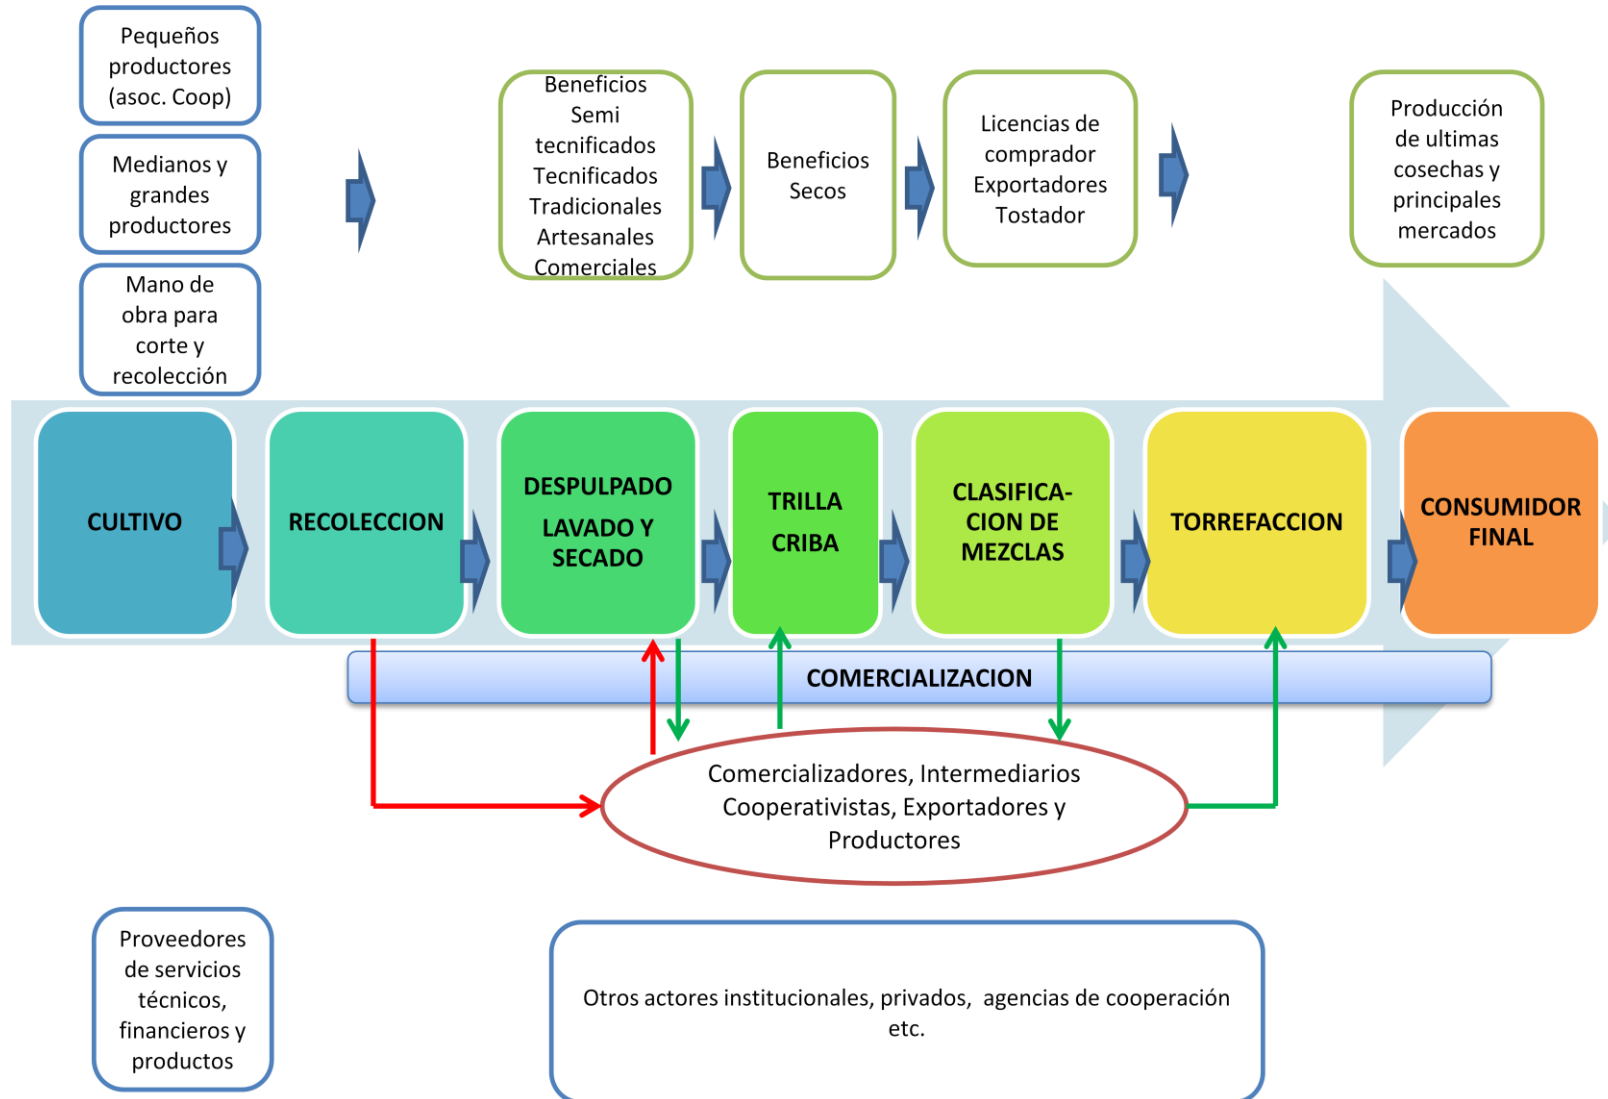 Pequeños
productores
(asoc. Coop)
Medianos y
grandes
productores
Mano de
obra para
corte y
recolección
Beneficios
Semi
tecnificados
Tecnificados
Tradicionales
Artesanales
Comerciales
Beneficios
Secos
Licencias de
comprador
Exportadores
Tostador
Producción
de ultimas
cosechas y
principales
mercados
CULTIVO
RECOLECCION
DESPULPADO
LAVADO Y
SECADO
TRILLA
CRIBA
CLASIFICA-
CION DE
MEZCLAS
TORREFACCION
CONSUMIDOR
FINAL
COMERCIALIZACION
Comercializadores, Intermediarios
Cooperativistas, Exportadores y
Productores
Proveedores
de servicios
técnicos,
financieros y
productos
Otros actores institucionales, privados,  agencias de cooperación
etc.